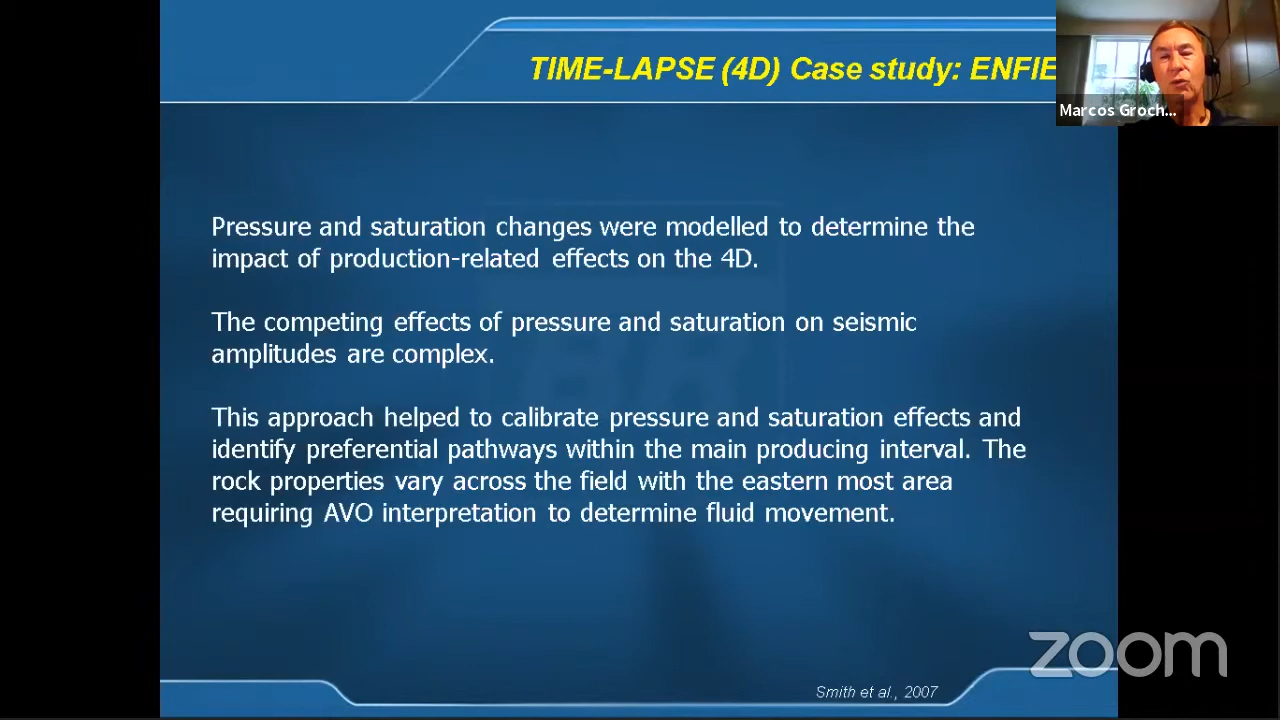 TIME-LAPSE (4D) Case study: ENFIE
Marcos Groch...
Pressure and saturation changes were modelled to determine the
impact of production-related effects on the 4D.
The competing effects of pressure and saturation on seismic
amplitudes are complex.
This approach helped to calibrate pressure and saturation effects and
identify preferential pathways within the main producing interval. The
rock properties vary across the field with the eastern most area
requiring AVO interpretation to determine fluid movement.
zoom
Smith et al., 2007